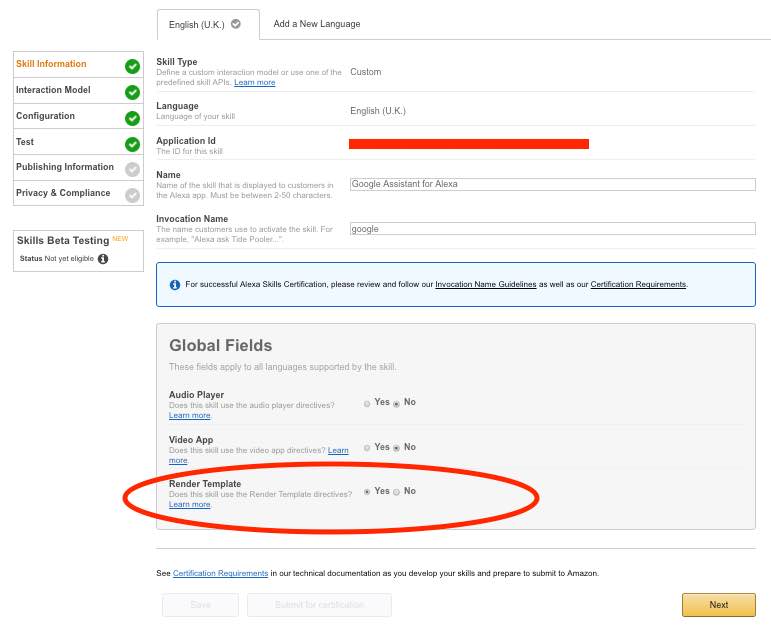 English (U.K.)
Add a New Language
Skill Information
Interaction Model
Configuration
Test
Publishing Information
Privacy & Compliance
Skills Beta Testing NEW
Status Not yet eligible
Skill Type
Define a custom interaction model or use one of the
predefined skill APIs. Learn more
Custom
Language
Language of your skill
English (U.K.)
Application Id
The ID for this skill
Name
Name of the skill that is displayed to customers in
the Alexa app. Must be between 2-50 characters.
Google Assistant for Alexa
Invocation Name
The name customers use to activate the skill. For
example, "Alexa ask Tide Pooler...".
google
For successful Alexa Skills Certification, please review and follow our Invocation Name Guidelines as well as our Certification Requirements.
Global Fields
These fields apply to all languages supported by the skill.
Audio Player
Does this skill use the audio player directives?
Learn more.
Yes No
Video App
Does this skill use the video app directives? Learn
more.
Yes No
Render Template
Does this skill use the Render Template directives?
Learn more.
Yes No
See Certification Requirements in our technical documentation as you develop your skills and prepare to submit to Amazon.
Save
Submit for certification
Next